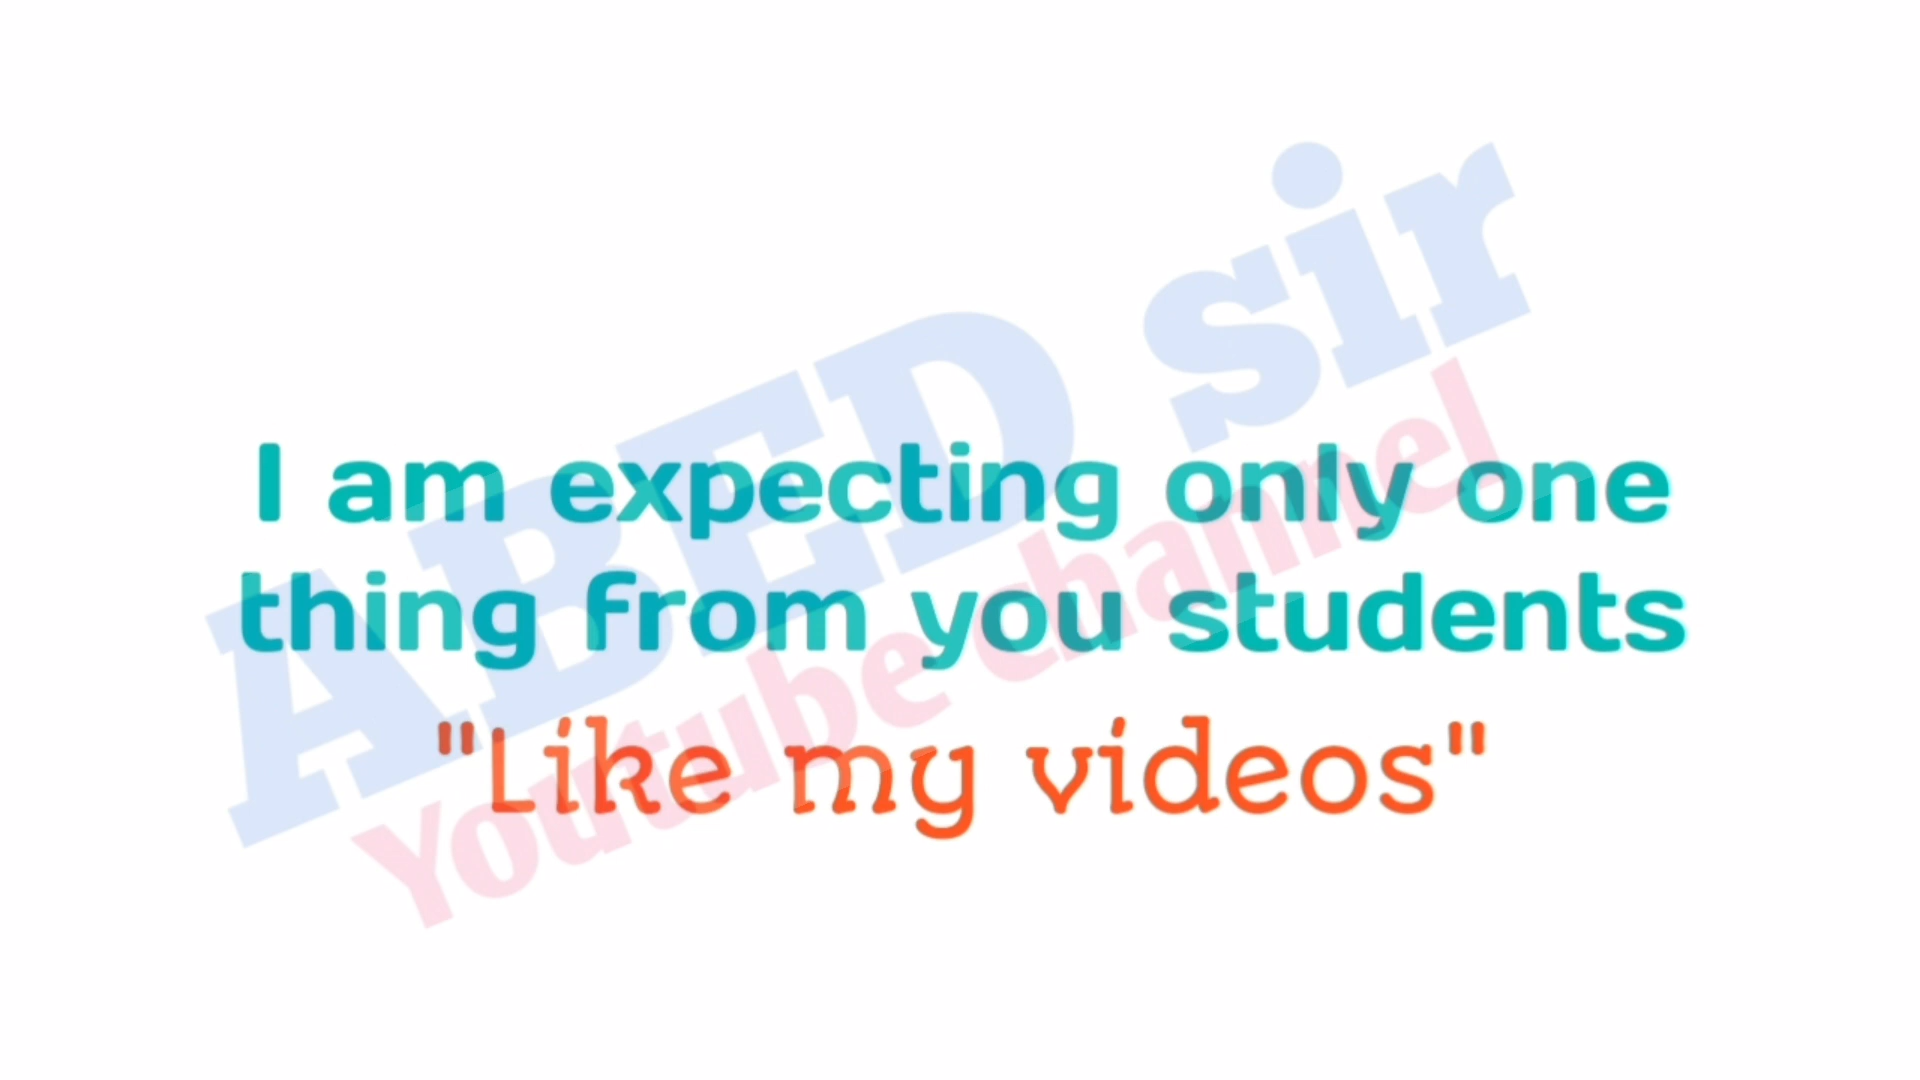 ABED sir
Youtube channel
I am expecting only one
thing from you students
"Like my videos"